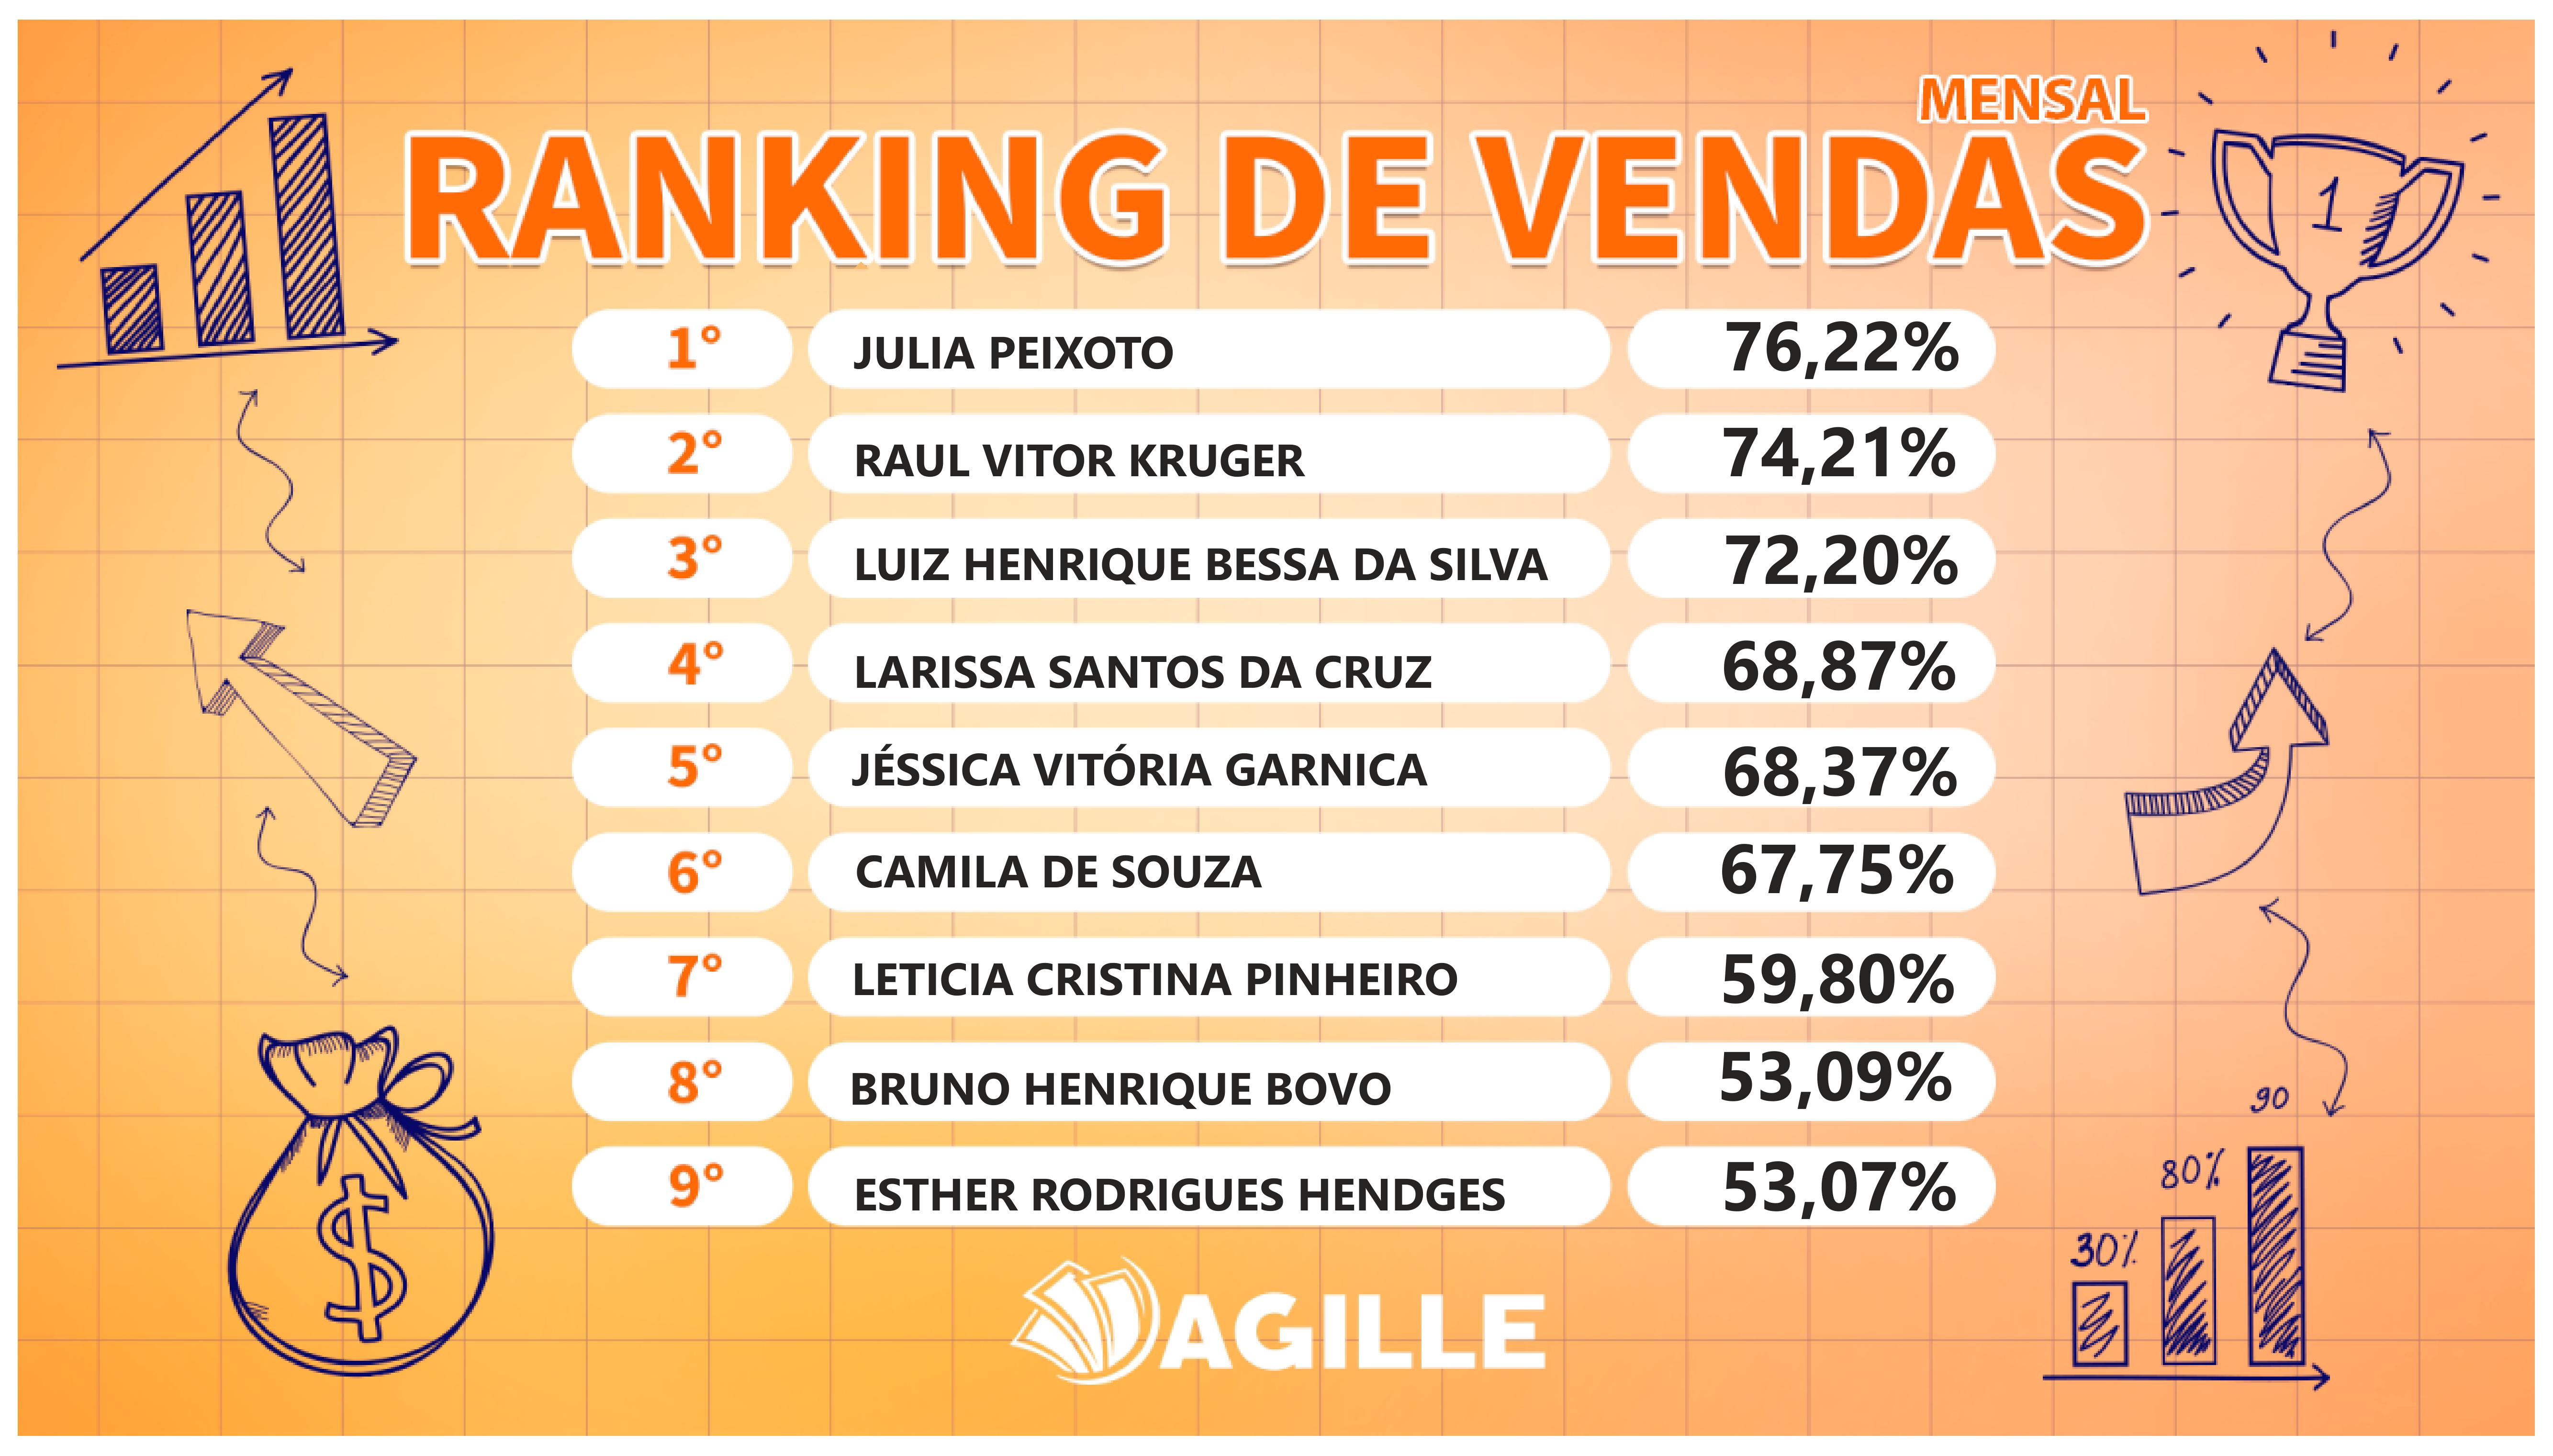 MENSAL
RANKING DE VENDAS
1
1° JULIA PEIXOTO 76,22%
2° RAUL VITOR KRUGER 74,21%
3° LUIZ HENRIQUE BESSA DA SILVA 72,20%
4° LARISSA SANTOS DA CRUZ 68,87%
5° JÉSSICA VITÓRIA GARNICA 68,37%
6° CAMILA DE SOUZA 67,75%
7° LETICIA CRISTINA PINHEIRO 59,80%
8° BRUNO HENRIQUE BOVO 53,09%
9° ESTHER RODRIGUES HENDGES 53,07%
$
90
80%
30%
AGILLE